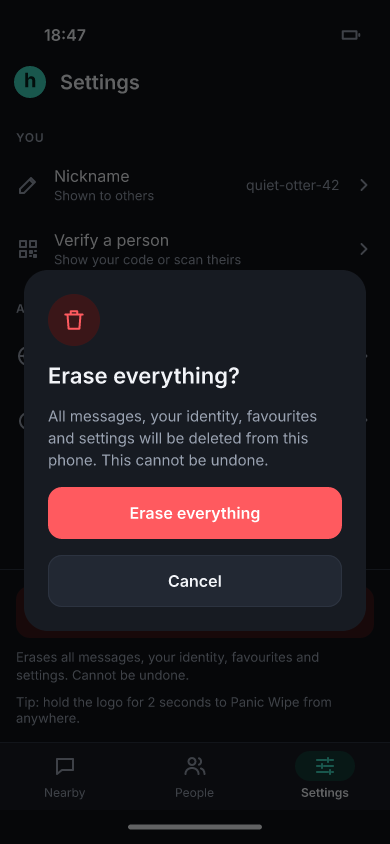 18:47
h
Settings
YOU
Nickname
quiet-otter-42
Shown to others
Verify a person
Show your code or scan theirs
A
Erase everything?
All messages, your identity, favourites
and settings will be deleted from this
phone. This cannot be undone.
Erase everything
Cancel
Erases all messages, your identity, favourites and
settings. Cannot be undone.
Tip: hold the logo for 2 seconds to Panic Wipe from
anywhere.
Nearby
People
Settings